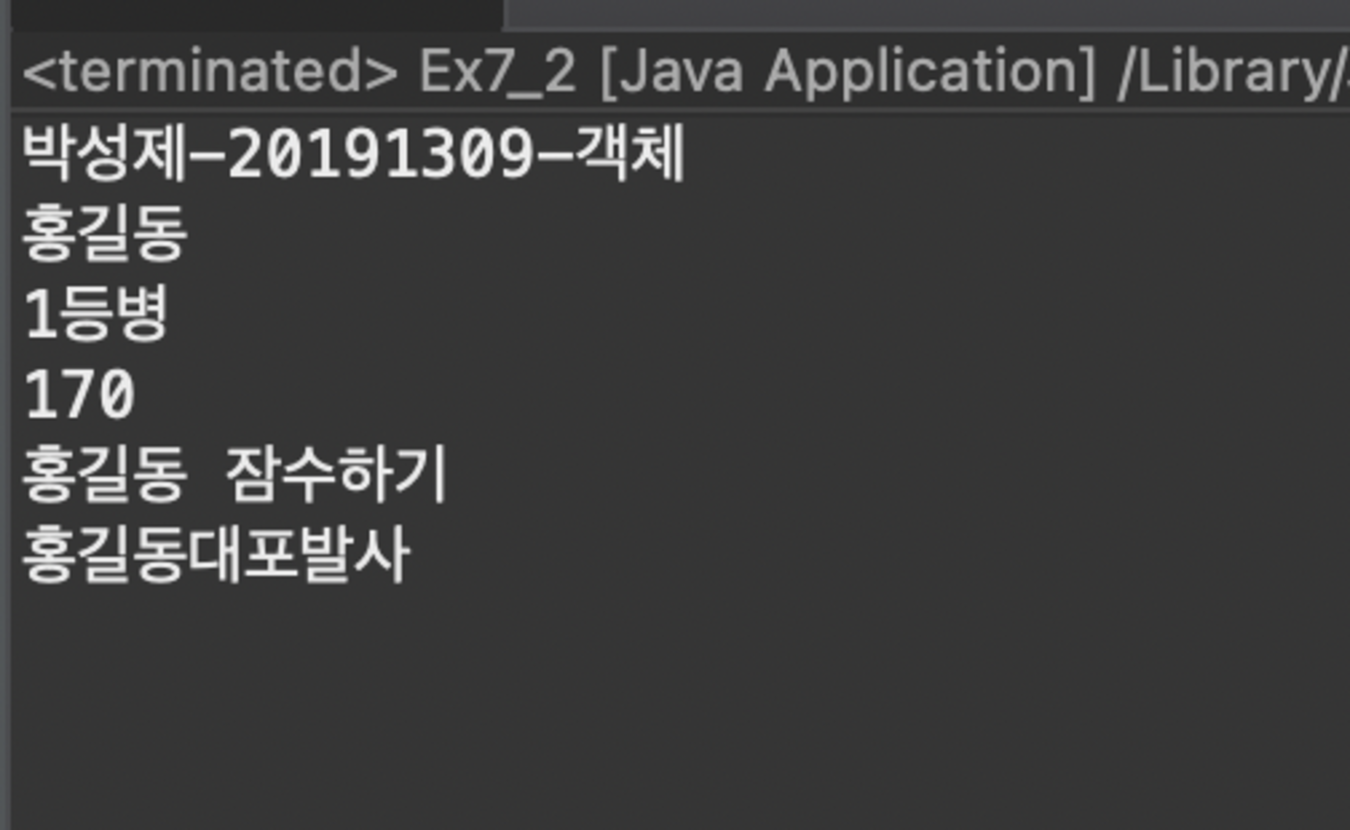 <terminated> Ex7_2 [Java Application] /Library/
박성제-20191309-객체
홍길동
1등병
170
홍길동 잠수하기
홍길동대포발사